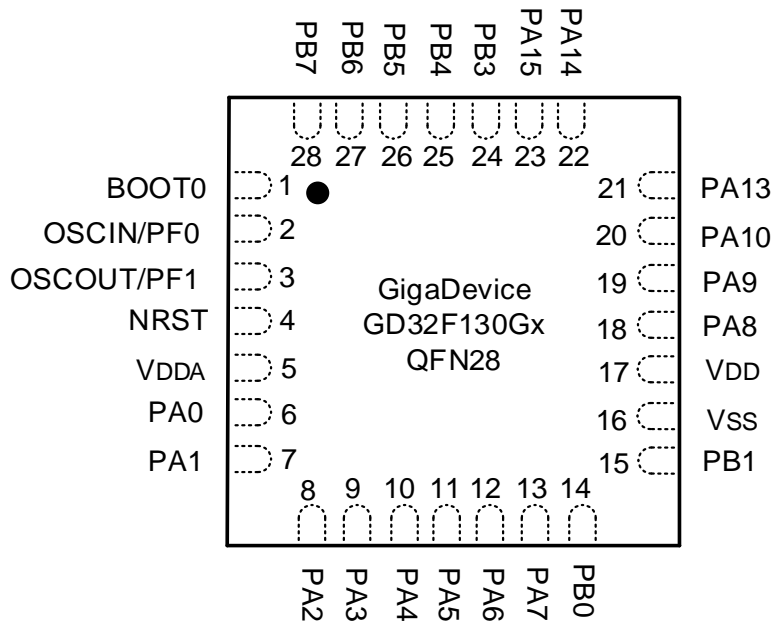 PB7 PB6 PB5 PB4 PB3 PA15 PA14
28 27 26 25 24 23 22
BOOT0 1
OSCIN/PF0 2
OSCOUT/PF1 3
NRST 4
VDDA 5
PA0 6
PA1 7
GigaDevice
GD32F130Gx
QFN28
21 PA13
20 PA10
19 PA9
18 PA8
17 VDD
16 VSS
15 PB1
8 9 10 11 12 13 14
PA2 PA3 PA4 PA5 PA6 PA7 PB0